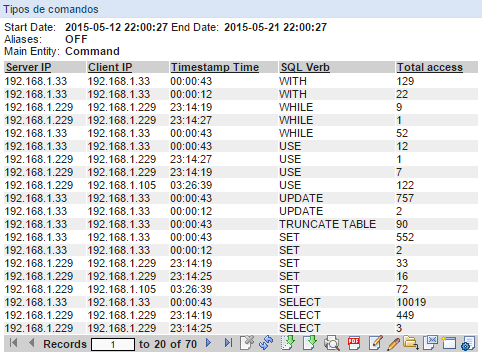 Tipos de comandos
Start Date: 2015-05-12 22:00:27 End Date: 2015-05-21 22:00:27
Aliases: OFF
Main Entity: Command
Server IP Client IP Timestamp Time SQL Verb Total access
192.168.1.33 192.168.1.33 00:00:43 WITH 129
192.168.1.33 192.168.1.33 00:00:12 WITH 22
192.168.1.229 192.168.1.229 23:14:19 WHILE 9
192.168.1.229 192.168.1.229 23:14:27 WHILE 1
192.168.1.33 192.168.1.33 00:00:43 WHILE 52
192.168.1.33 192.168.1.33 00:00:43 USE 12
192.168.1.229 192.168.1.229 23:14:27 USE 1
192.168.1.229 192.168.1.229 23:14:19 USE 7
192.168.1.229 192.168.1.105 03:26:39 USE 122
192.168.1.33 192.168.1.33 00:00:43 UPDATE 757
192.168.1.33 192.168.1.33 00:00:12 UPDATE 2
192.168.1.33 192.168.1.33 00:00:43 TRUNCATE TABLE 90
192.168.1.33 192.168.1.33 00:00:43 SET 552
192.168.1.33 192.168.1.33 00:00:12 SET 2
192.168.1.229 192.168.1.229 23:14:19 SET 33
192.168.1.229 192.168.1.229 23:14:25 SET 16
192.168.1.229 192.168.1.105 03:26:39 SET 72
192.168.1.33 192.168.1.33 00:00:43 SELECT 10019
192.168.1.229 192.168.1.229 23:14:19 SELECT 449
192.168.1.229 192.168.1.229 23:14:25 SELECT 3
Records 1 to 20 of 70